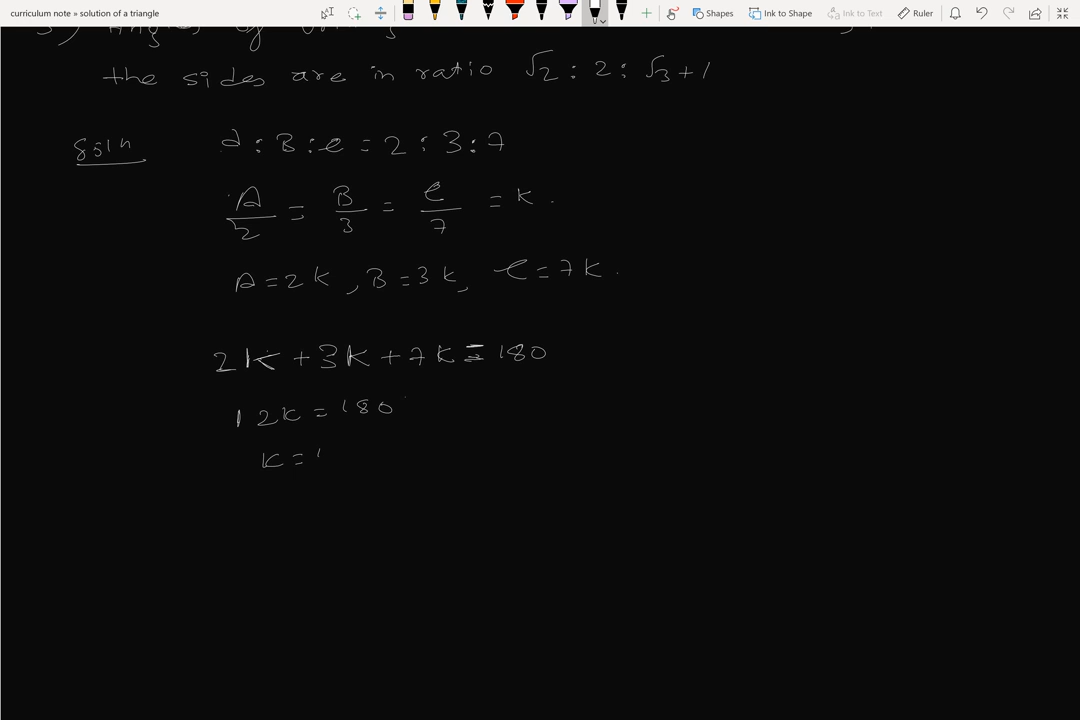 curriculum note » solution of a triangle
Shapes Ink to Shape Ink to Text Ruler
the sides are in ratio √2 : 2 : √3 + 1
Soln
A : B : C = 2 : 3 : 7
A/2 = B/3 = C/7 = K .
A = 2K , B = 3K, C = 7K .
2K + 3K + 7K = 180
12K = 180
K = 1